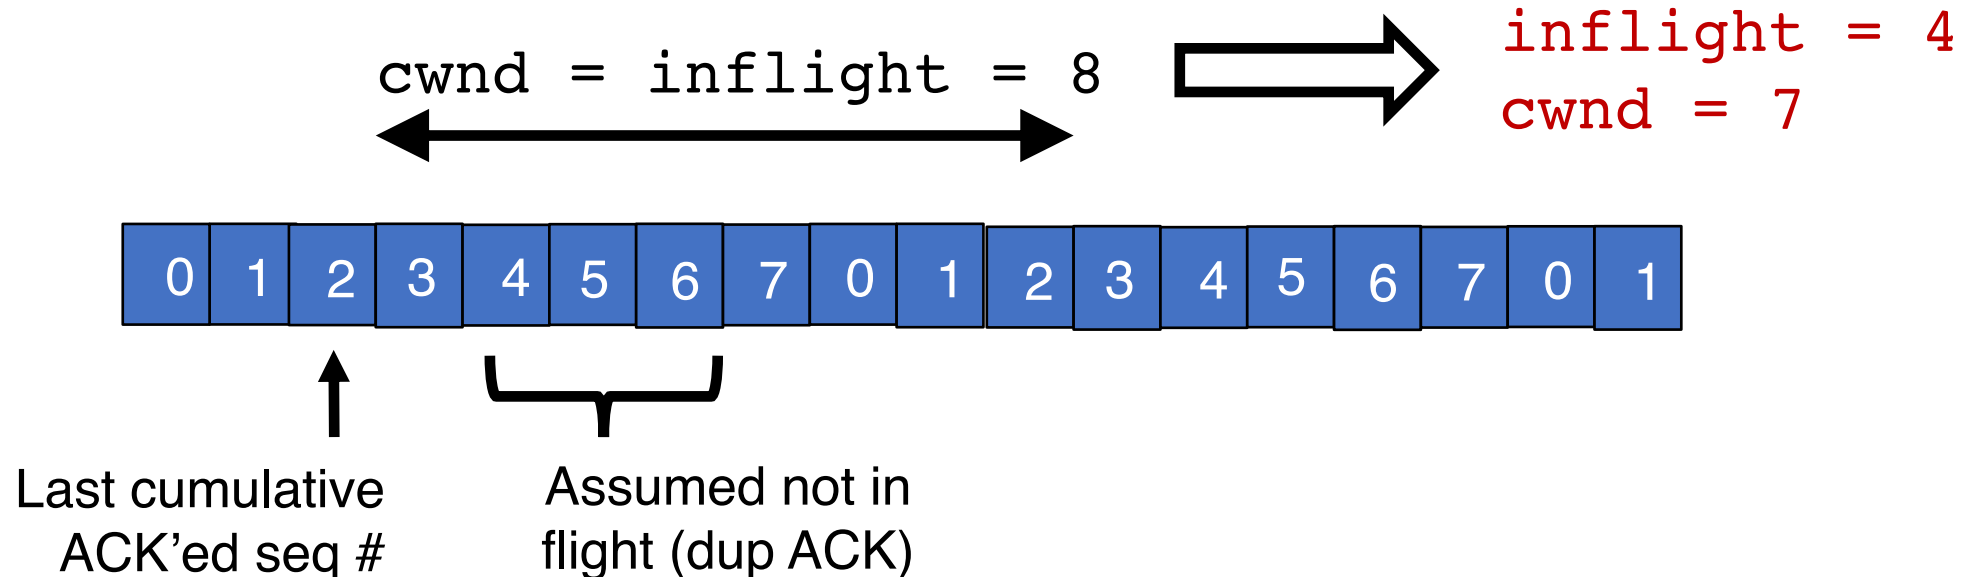 inflight = 4
cwnd = inflight = 8
cwnd = 7
0 1 2 3 4 5 6 7 0 1 2 3 4 5 6 7 0 1
Last cumulative
ACK’ed seq #
Assumed not in
flight (dup ACK)